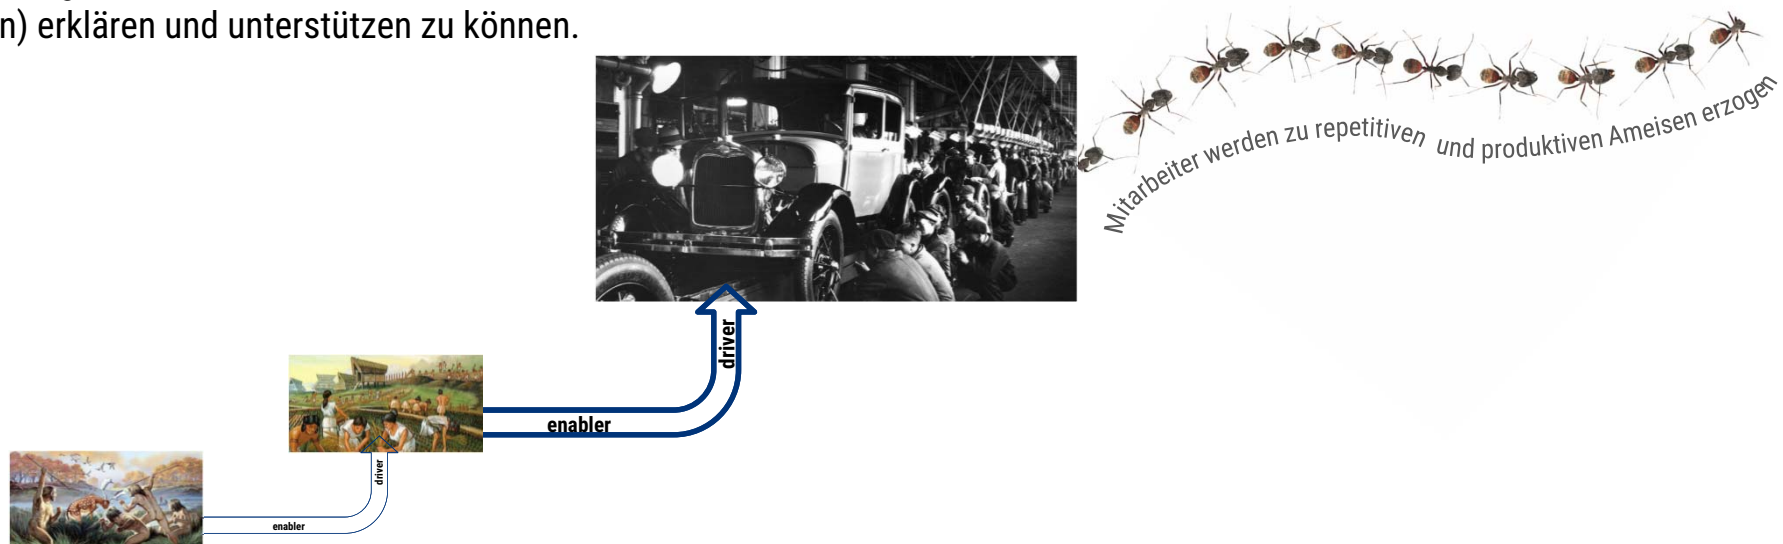 n) erklären und unterstützen zu können.
Mitarbeiter werden zu repetitiven und produktiven Ameisen erzogen
driver
enabler
driver
enabler